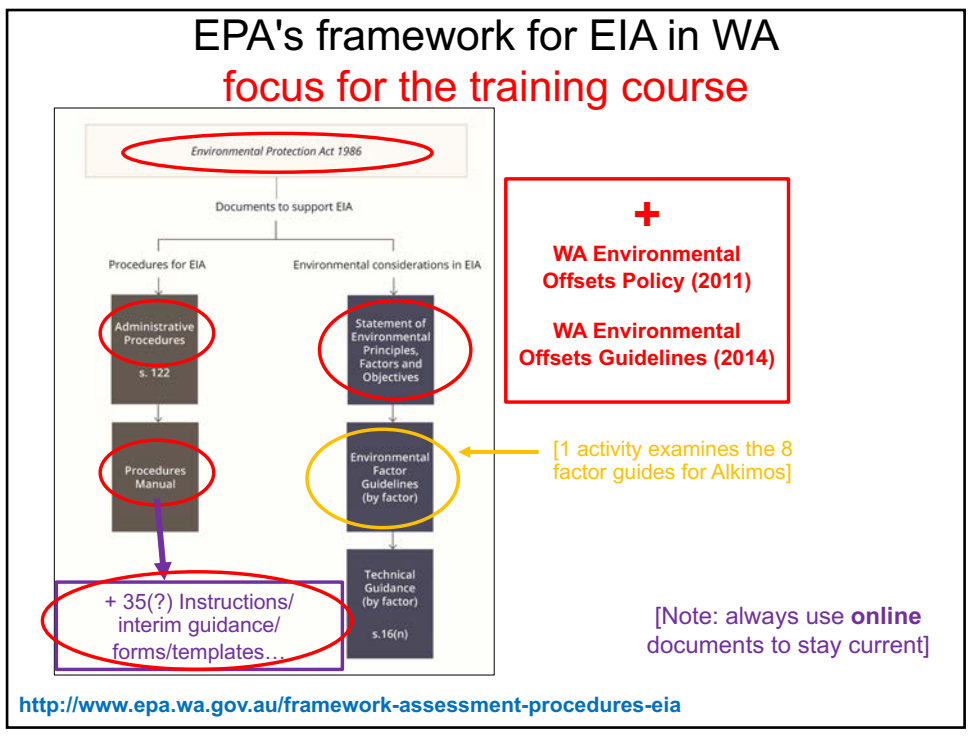 EPA's framework for EIA in WA
focus for the training course
Environmental Protection Act 1986
Documents to support EIA
Procedures for EIA
Environmental considerations in EIA
Administrative
Procedures
s. 122
Statement of
Environmental
Principles,
Factors and
Objectives
Procedures
Manual
Environmental
Factor
Guidelines
(by factor)
Technical
Guidance
(by factor)
s.16(n)
+ 35(?) Instructions/
interim guidance/
forms/templates…
+
WA Environmental
Offsets Policy (2011)
WA Environmental
Offsets Guidelines (2014)
[1 activity examines the 8
factor guides for Alkimos]
[Note: always use online
documents to stay current]
http://www.epa.wa.gov.au/framework-assessment-procedures-eia